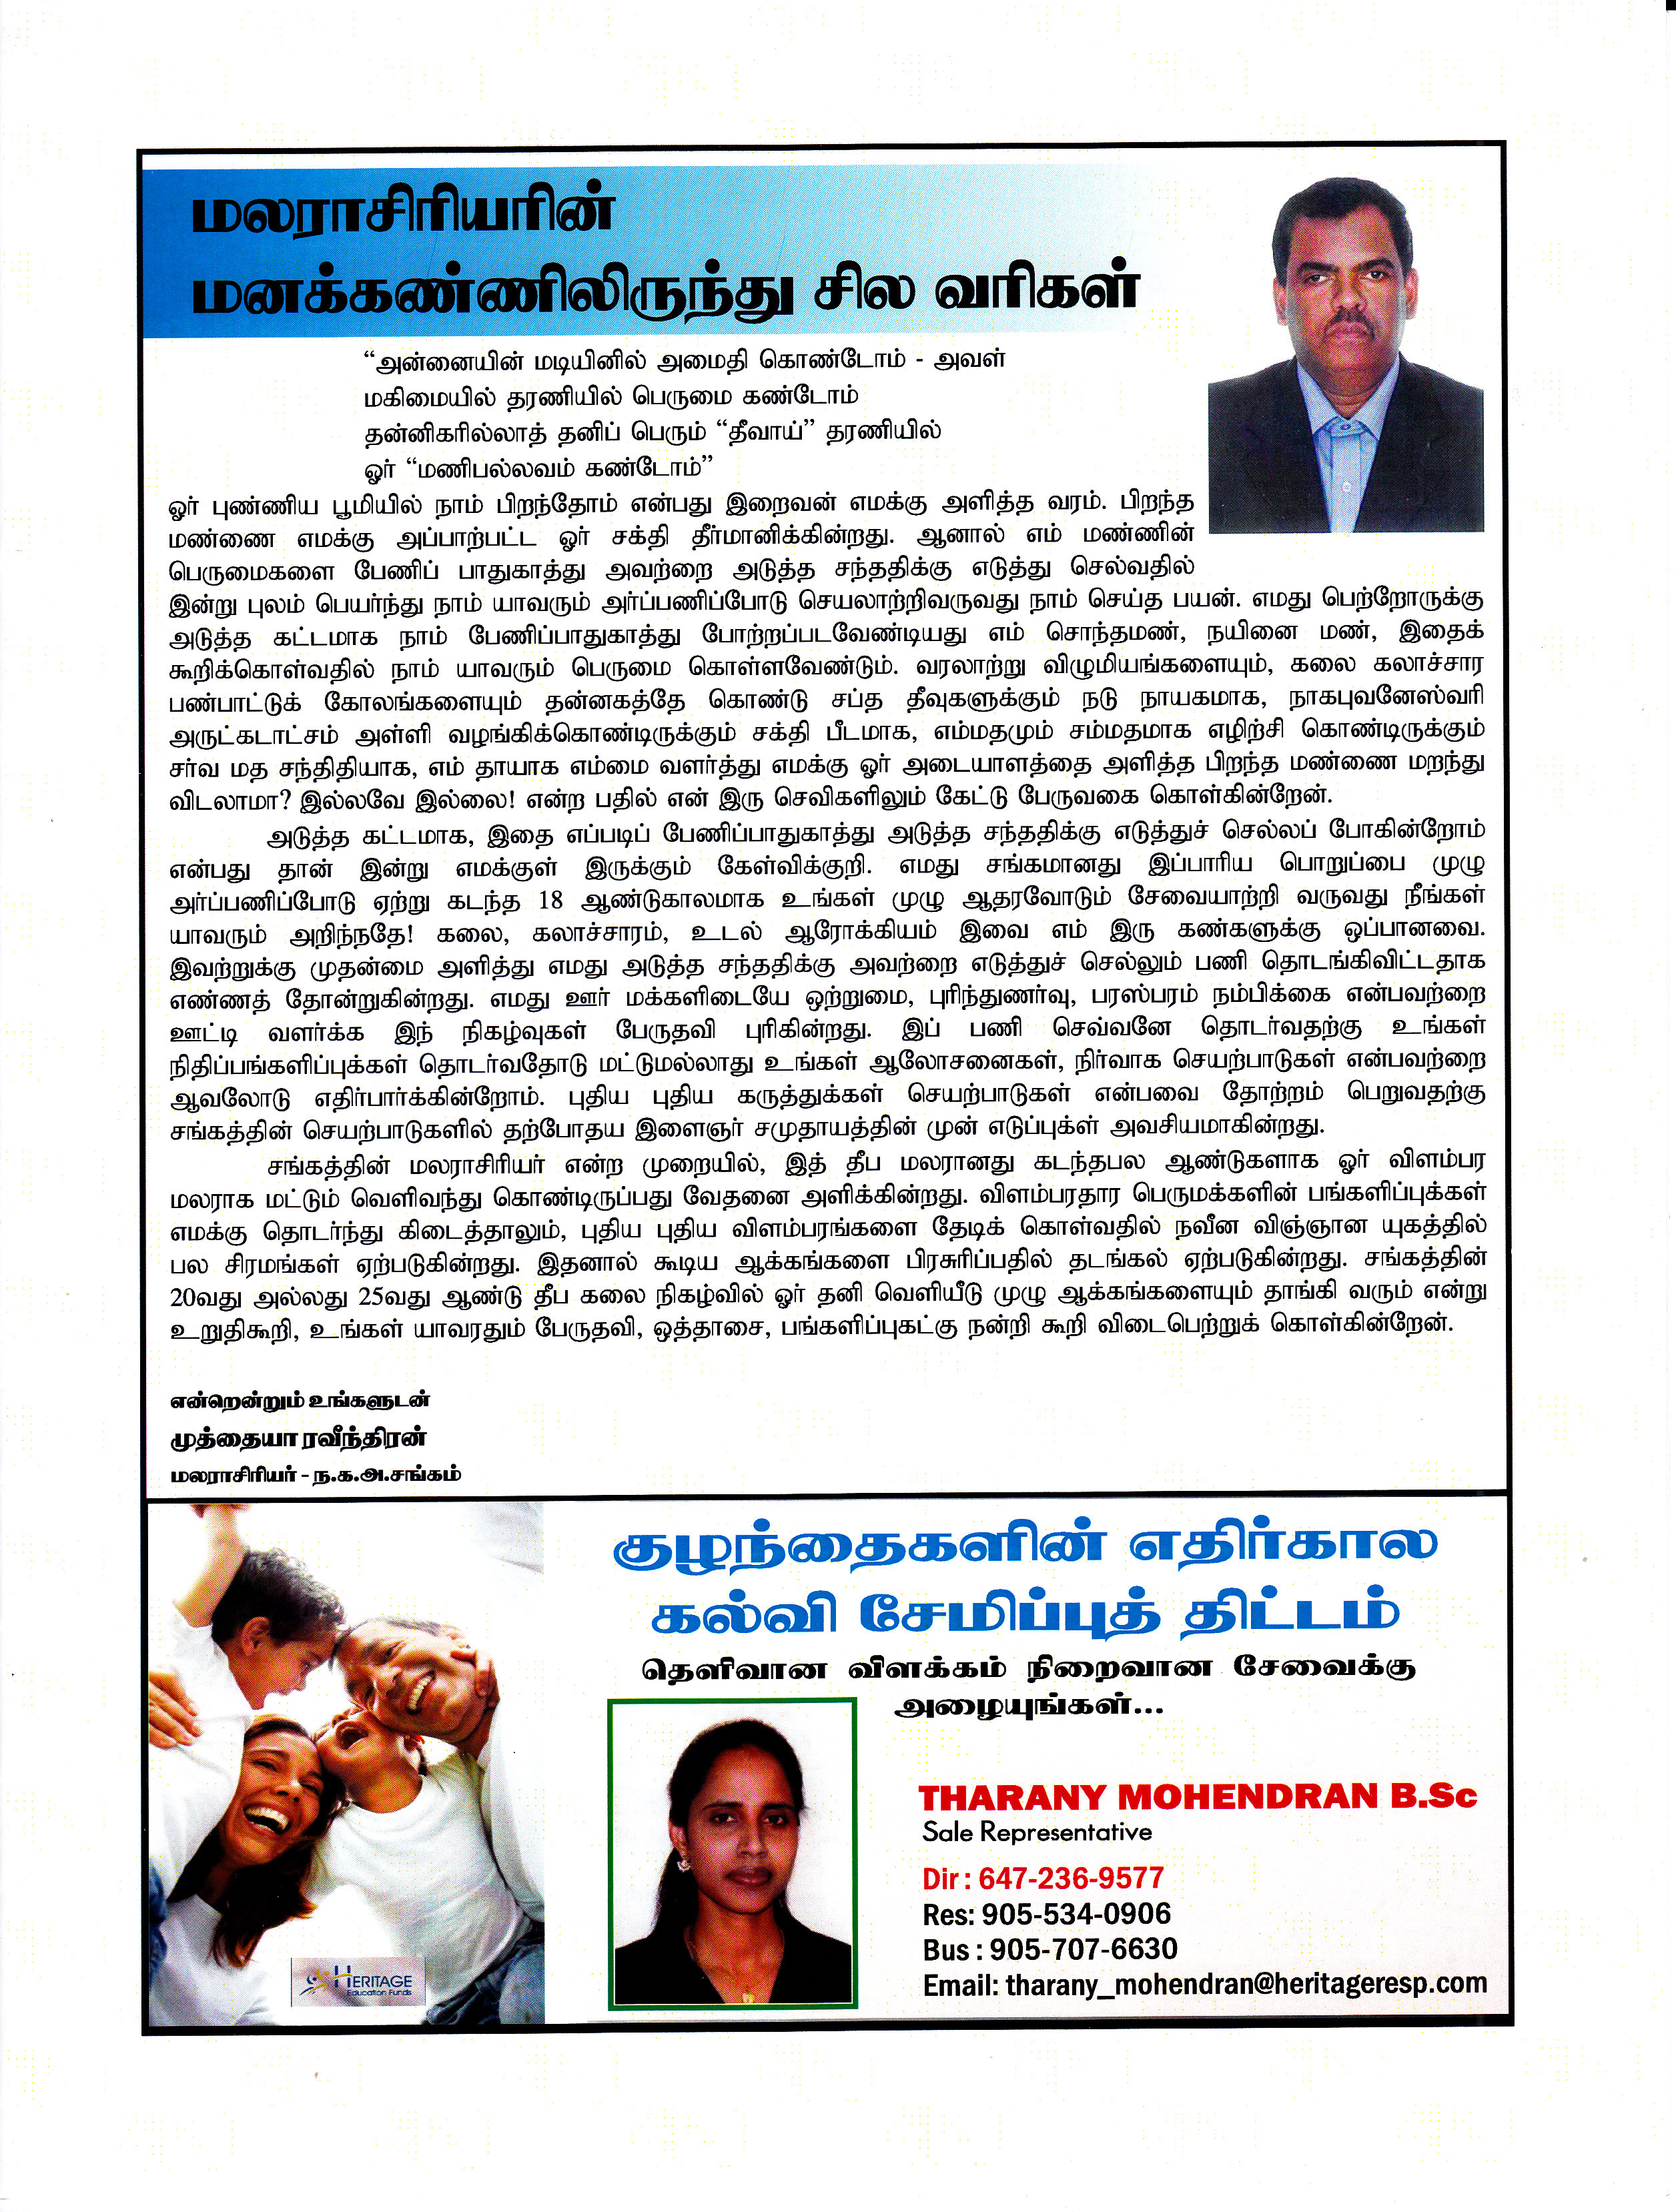 மலராசிரியரின்
மனக்கண்ணிலிருந்து சில வரிகள்
“அன்னையின் மடியினில் அமைதி கொண்டோம் - அவள்
மகிமையில் தரணியில் பெருமை கண்டோம்
தன்னிகரில்லாத் தனிப் பெரும் “தீவாய்” தரணியில்
ஓர் “மணிபல்லவம் கண்டோம்”
ஓர் புண்ணிய பூமியில் நாம் பிறந்தோம் என்பது இறைவன் எமக்கு அளித்த வரம். பிறந்த
மண்ணை எமக்கு அப்பாற்பட்ட ஓர் சக்தி தீர்மானிக்கின்றது. ஆனால் எம் மண்ணின்
பெருமைகளை பேணிப் பாதுகாத்து அவற்றை அடுத்த சந்ததிக்கு எடுத்து செல்வதில்
இன்று புலம் பெயர்ந்து நாம் யாவரும் அர்ப்பணிப்போடு செயலாற்றிவருவது நாம் செய்த பயன். எமது பெற்றோருக்கு
அடுத்த கட்டமாக நாம் பேணிப்பாதுகாத்து போற்றப்படவேண்டியது எம் சொந்தமண், நயினை மண், இதைக்
கூறிக்கொள்வதில் நாம் யாவரும் பெருமை கொள்ளவேண்டும். வரலாற்று விழுமியங்களையும், கலை கலாச்சார
பண்பாட்டுக் கோலங்களையும் தன்னகத்தே கொண்டு சப்த தீவுகளுக்கும் நடு நாயகமாக, நாகபுவனேஸ்வரி
அருட்கடாட்சம் அள்ளி வழங்கிக்கொண்டிருக்கும் சக்தி பீடமாக, எம்மதமும் சம்மதமாக எழிற்சி கொண்டிருக்கும்
சர்வ மத சந்திதியாக, எம் தாயாக எம்மை வளர்த்து எமக்கு ஓர் அடையாளத்தை அளித்த பிறந்த மண்ணை மறந்து
விடலாமா? இல்லவே இல்லை! என்ற பதில் என் இரு செவிகளிலும் கேட்டு பேருவகை கொள்கின்றேன்.
அடுத்த கட்டமாக, இதை எப்படிப் பேணிப்பாதுகாத்து அடுத்த சந்ததிக்கு எடுத்துச் செல்லப் போகின்றோம்
என்பது தான் இன்று எமக்குள் இருக்கும் கேள்விக்குறி. எமது சங்கமானது இப்பாரிய பொறுப்பை முழு
அர்ப்பணிப்போடு ஏற்று கடந்த 18 ஆண்டுகாலமாக உங்கள் முழு ஆதரவோடும் சேவையாற்றி வருவது நீங்கள்
யாவரும் அறிந்நதே! கலை, கலாச்சாரம், உடல் ஆரோக்கியம் இவை எம் இரு கண்களுக்கு ஒப்பானவை.
இவற்றுக்கு முதன்மை அளித்து எமது அடுத்த சந்ததிக்கு அவற்றை எடுத்துச் செல்லும் பணி தொடங்கிவிட்டதாக
எண்ணத் தோன்றுகின்றது. எமது ஊர் மக்களிடையே ஒற்றுமை, புரிந்துணர்வு, பரஸ்பரம் நம்பிக்கை என்பவற்றை
ஊட்டி வளர்க்க இந் நிகழ்வுகள் பேருதவி புரிகின்றது. இப் பணி செவ்வனே தொடர்வதற்கு உங்கள்
நிதிப்பங்களிப்புக்கள் தொடர்வதோடு மட்டுமல்லாது உங்கள் ஆலோசனைகள், நிர்வாக செயற்பாடுகள் என்பவற்றை
ஆவலோடு எதிர்பார்க்கின்றோம். புதிய புதிய கருத்துக்கள் செயற்பாடுகள் என்பவை தோற்றம் பெறுவதற்கு
சங்கத்தின் செயற்பாடுகளில் தற்போதய இளைஞர் சமுதாயத்தின் முன் எடுப்புக்ள் அவசியமாகின்றது.
சங்கத்தின் மலராசிரியர் என்ற முறையில், இத் தீப மலரானது கடந்தபல ஆண்டுகளாக ஓர் விளம்பர
மலராக மட்டும் வெளிவந்து கொண்டிருப்பது வேதனை அளிக்கின்றது. விளம்பரதார பெருமக்களின் பங்களிப்புக்கள்
எமக்கு தொடர்ந்து கிடைத்தாலும், புதிய புதிய விளம்பரங்களை தேடிக் கொள்வதில் நவீன விஞ்ஞான யுகத்தில்
பல சிரமங்கள் ஏற்படுகின்றது. இதனால் கூடிய ஆக்கங்களை பிரசுரிப்பதில் தடங்கல் ஏற்படுகின்றது. சங்கத்தின்
20வது அல்லது 25வது ஆண்டு தீப கலை நிகழ்வில் ஓர் தனி வெளியீடு முழு ஆக்கங்களையும் தாங்கி வரும் என்று
உறுதிகூறி, உங்கள் யாவரதும் பேருதவி, ஒத்தாசை, பங்களிப்புகட்கு நன்றி கூறி விடைபெற்றுக் கொள்கின்றேன்.
என்றென்றும் உங்களுடன்
முத்தையா ரவீந்திரன்
மலராசிரியர் - ந.க.அ.சங்கம்
குழந்தைகளின் எதிர்கால
கல்வி சேமிப்புத் திட்டம்
தெளிவான விளக்கம் நிறைவான சேவைக்கு
அழையுங்கள்...
THARANY MOHENDRAN B.Sc
Sale Representative
Dir : 647-236-9577
Res: 905-534-0906
Bus : 905-707-6630
Email: tharany_mohendran@heritageresp.com
HERITAGE
Education Funds